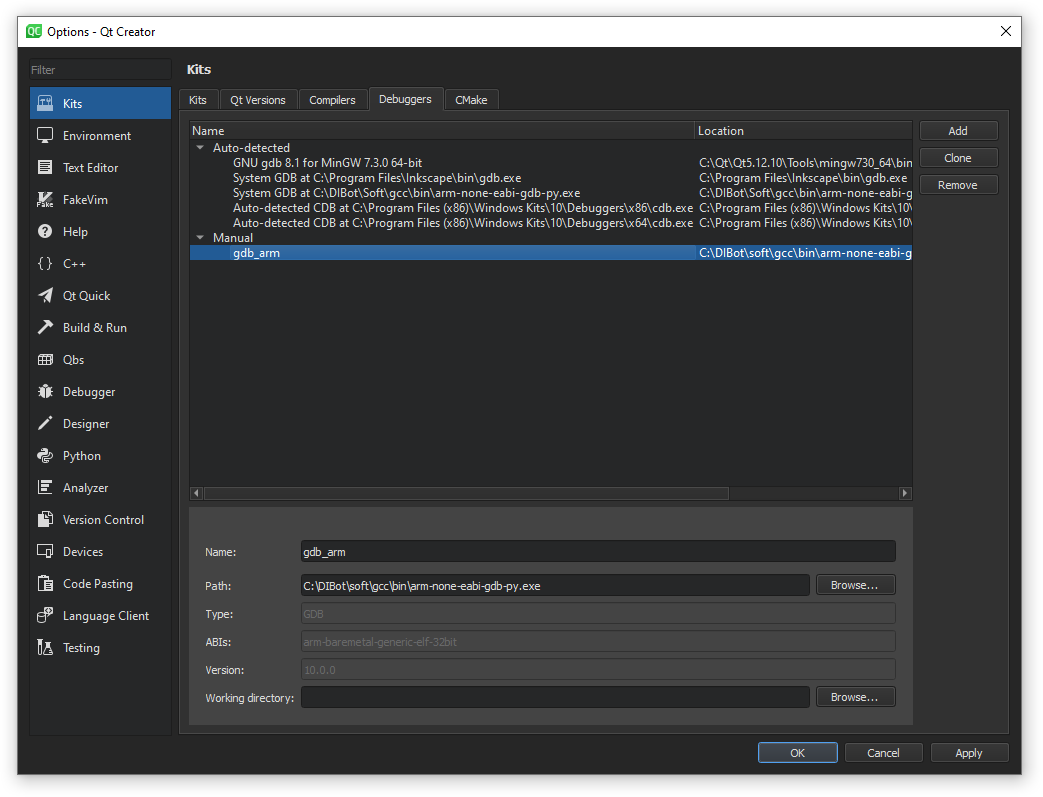 QC Options - Qt Creator
Filter
Kits
Kits
Environment
Text Editor
FakeVim
Help
C++
Qt Quick
Build & Run
Qbs
Debugger
Designer
Python
Analyzer
Version Control
Devices
Code Pasting
Language Client
Testing
Kits Qt Versions Compilers Debuggers CMake
Name Location
Auto-detected
GNU gdb 8.1 for MinGW 7.3.0 64-bit C:\Qt\Qt5.12.10\Tools\mingw730_64\bin
System GDB at C:\Program Files\Inkscape\bin\gdb.exe C:\Program Files\Inkscape\bin\gdb.exe
System GDB at C:\DIBot\Soft\gcc\bin\arm-none-eabi-gdb-py.exe C:\DIBot\Soft\gcc\bin\arm-none-eabi-g
Auto-detected CDB at C:\Program Files (x86)\Windows Kits\10\Debuggers\x86\cdb.exe C:\Program Files (x86)\Windows Kits\10\
Auto-detected CDB at C:\Program Files (x86)\Windows Kits\10\Debuggers\x64\cdb.exe C:\Program Files (x86)\Windows Kits\10\
Manual
gdb_arm C:\DIBot\soft\gcc\bin\arm-none-eabi-g
Add
Clone
Remove
Name: gdb_arm
Path: C:\DIBot\soft\gcc\bin\arm-none-eabi-gdb-py.exe Browse...
Type: GDB
ABIs: arm-baremetal-generic-elf-32bit
Version: 10.0.0
Working directory: Browse...
OK Cancel Apply